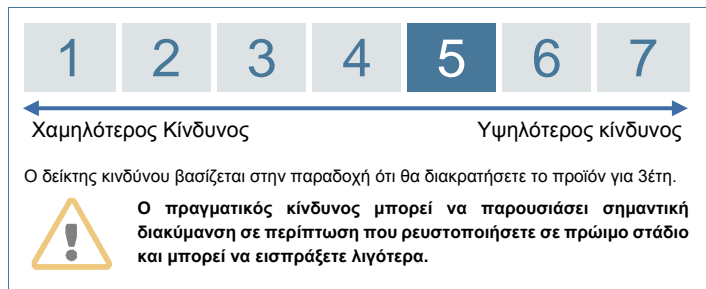 1 2 3 4 5 6 7
Χαμηλότερος Κίνδυνος Υψηλότερος κίνδυνος
Ο δείκτης κινδύνου βασίζεται στην παραδοχή ότι θα διακρατήσετε το προϊόν για 3έτη.
Ο πραγματικός κίνδυνος μπορεί να παρουσιάσει σημαντική
διακύμανση σε περίπτωση που ρευστοποιήσετε σε πρώιμο στάδιο
και μπορεί να εισπράξετε λιγότερα.